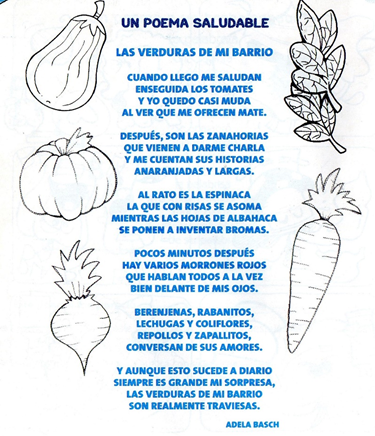 UN POEMA SALUDABLE
LAS VERDURAS DE MI BARRIO
CUANDO LLEGO ME SALUDAN
ENSEGUIDA LOS TOMATES
Y YO QUEDO CASI MUDA
AL VER QUE ME OFRECEN MATE.
DESPUÉS, SON LAS ZANAHORIAS
QUE VIENEN A DARME CHARLA
Y ME CUENTAN SUS HISTORIAS
ANARANJADAS Y LARGAS.
AL RATO ES LA ESPINACA
LA QUE CON RISAS SE ASOMA
MIENTRAS LAS HOJAS DE ALBAHACA
SE PONEN A INVENTAR BROMAS.
POCOS MINUTOS DESPUÉS
HAY VARIOS MORRONES ROJOS
QUE HABLAN TODOS A LA VEZ
BIEN DELANTE DE MIS OJOS.
BERENJENAS, RABANITOS,
LECHUGAS Y COLIFLORES,
REPOLLOS Y ZAPALLITOS,
CONVERSAN DE SUS AMORES.
Y AUNQUE ESTO SUCEDE A DIARIO
SIEMPRE ES GRANDE MI SORPRESA,
LAS VERDURAS DE MI BARRIO
SON REALMENTE TRAVIESAS.
ADELA BASCH